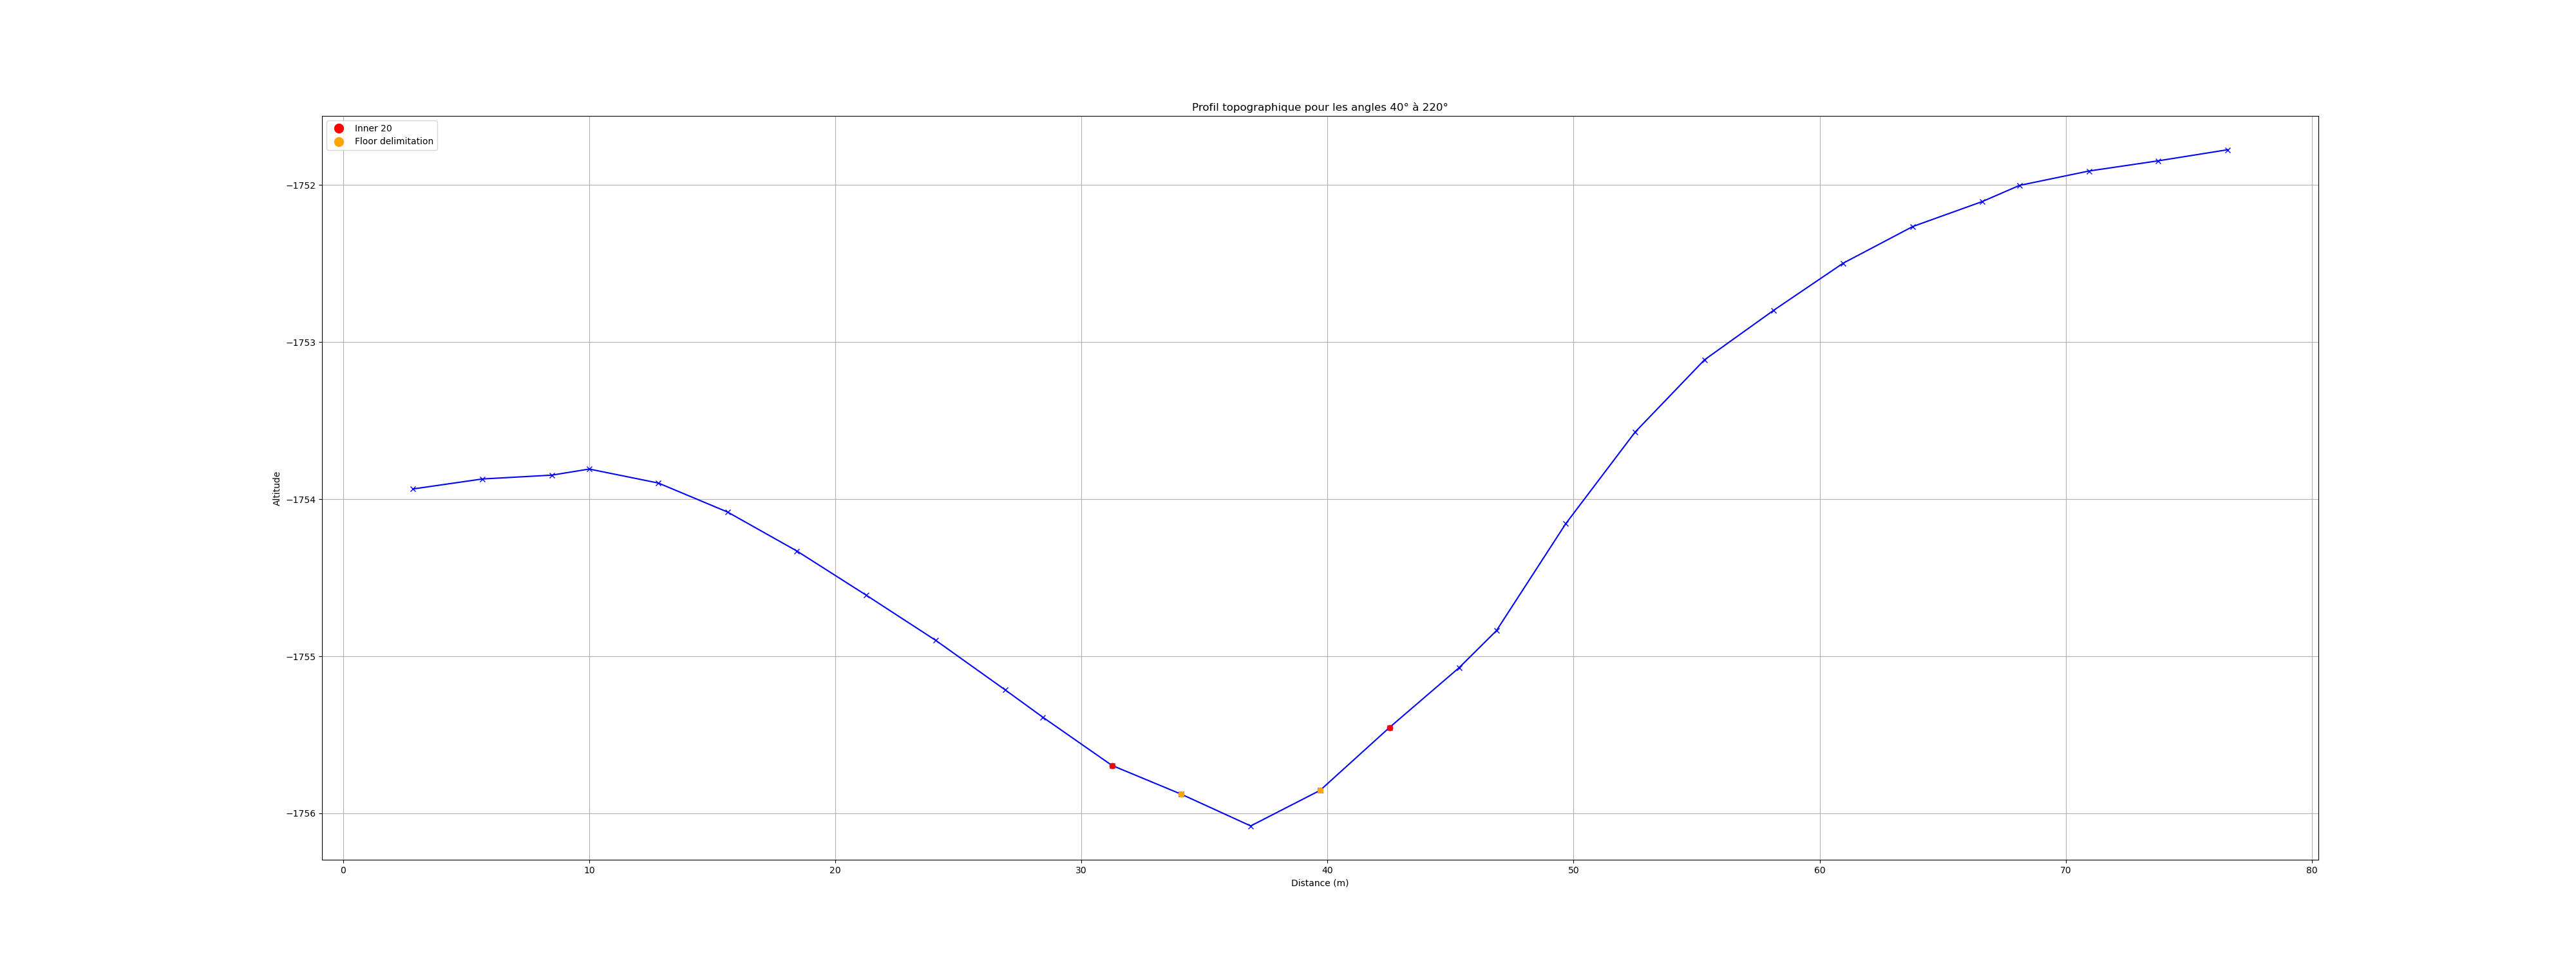 Profil topographique pour les angles 40° à 220°
Inner 20
Floor delimitation
−1752
−1753
−1754
−1755
−1756
Altitude
0 10 20 30 40 50 60 70 80
Distance (m)